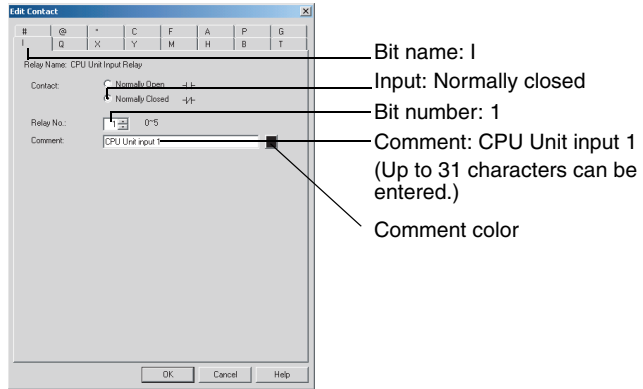 Edit Contact
# @ * C F A P G
I Q X Y M H B T
Relay Name: CPU Unit Input Relay
Contact: Normally Open
Normally Closed
Relay No.: 1 0~5
Comment: CPU Unit input 1
OK Cancel Help
Bit name: I
Input: Normally closed
Bit number: 1
Comment: CPU Unit input 1
(Up to 31 characters can be
entered.)
Comment color